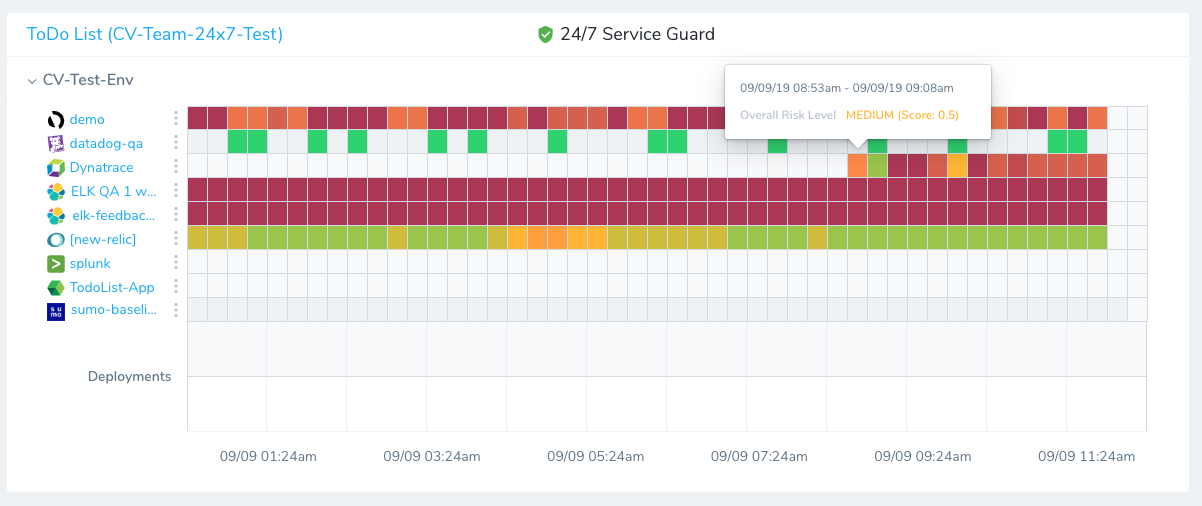 ToDo List (CV-Team-24x7-Test)
24/7 Service Guard
CV-Test-Env
09/09/19 08:53am - 09/09/19 09:08am
Overall Risk Level MEDIUM (Score: 0.5)
demo
datadog-qa
Dynatrace
ELK QA 1 w...
elk-feedbac...
[new-relic]
splunk
TodoList-App
sumo-baseli...
Deployments
09/09 01:24am 09/09 03:24am 09/09 05:24am 09/09 07:24am 09/09 09:24am 09/09 11:24am